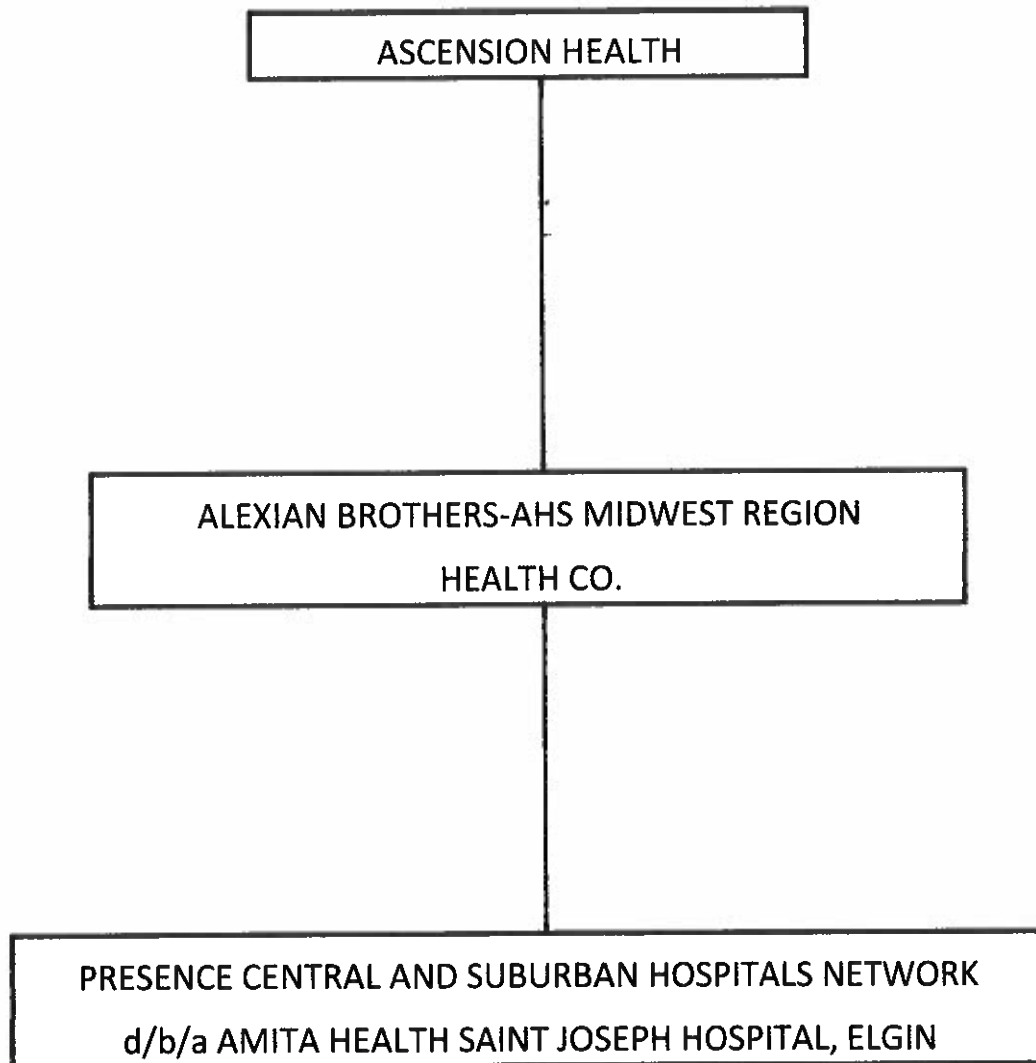 ASCENSION HEALTH
ALEXIAN BROTHERS-AHS MIDWEST REGION
HEALTH CO.
PRESENCE CENTRAL AND SUBURBAN HOSPITALS NETWORK
d/b/a AMITA HEALTH SAINT JOSEPH HOSPITAL, ELGIN